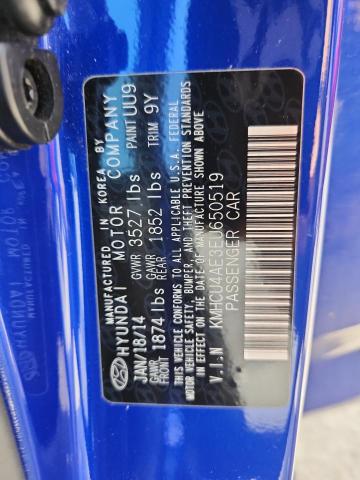 MANUFACTURED IN KOREA BY
HYUNDAI MOTOR COMPANY
JAN/18/14 GVWR 3527 lbs PAINT UU9
GAWR FRONT 1874 lbs GAWR REAR 1852 lbs TRIM 9Y
THIS VEHICLE CONFORMS TO ALL APPLICABLE U.S.A. FEDERAL
MOTOR VEHICLE SAFETY, BUMPER, AND THEFT PREVENTION STANDARDS
IN EFFECT ON THE DATE OF MANUFACTURE SHOWN ABOVE.
V.I.N KMHCU4AE3EU650519
PASSENGER CAR